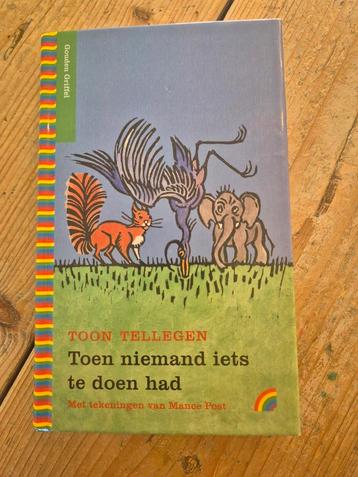 Gouden Griffel
TOON TELLEGEN
Toen niemand iets
te doen had
Met tekeningen van Mance Post